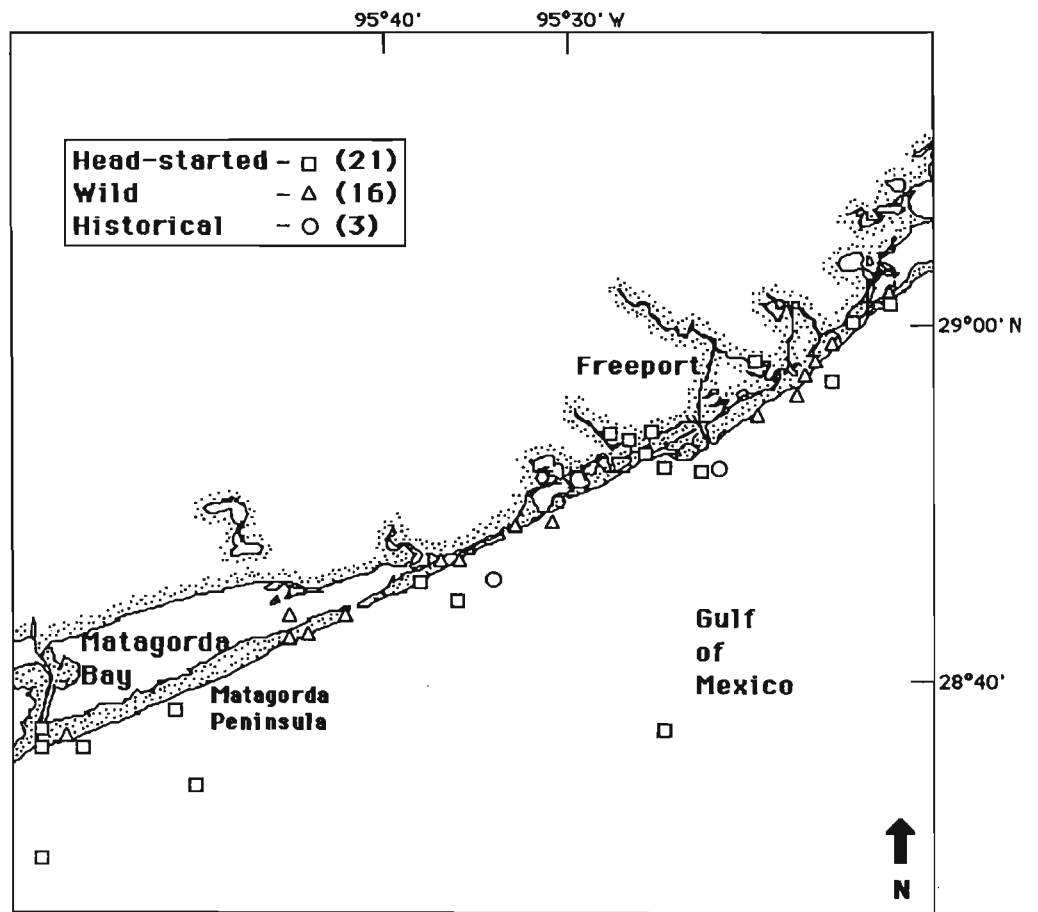 95°40' 95°30' W
Head-started - □ (21)
Wild - △ (16)
Historical - ○ (3)
29°00' N
Freeport
Matagorda
Bay
Gulf
of
Mexico
28°40'
Matagorda
Peninsula
N